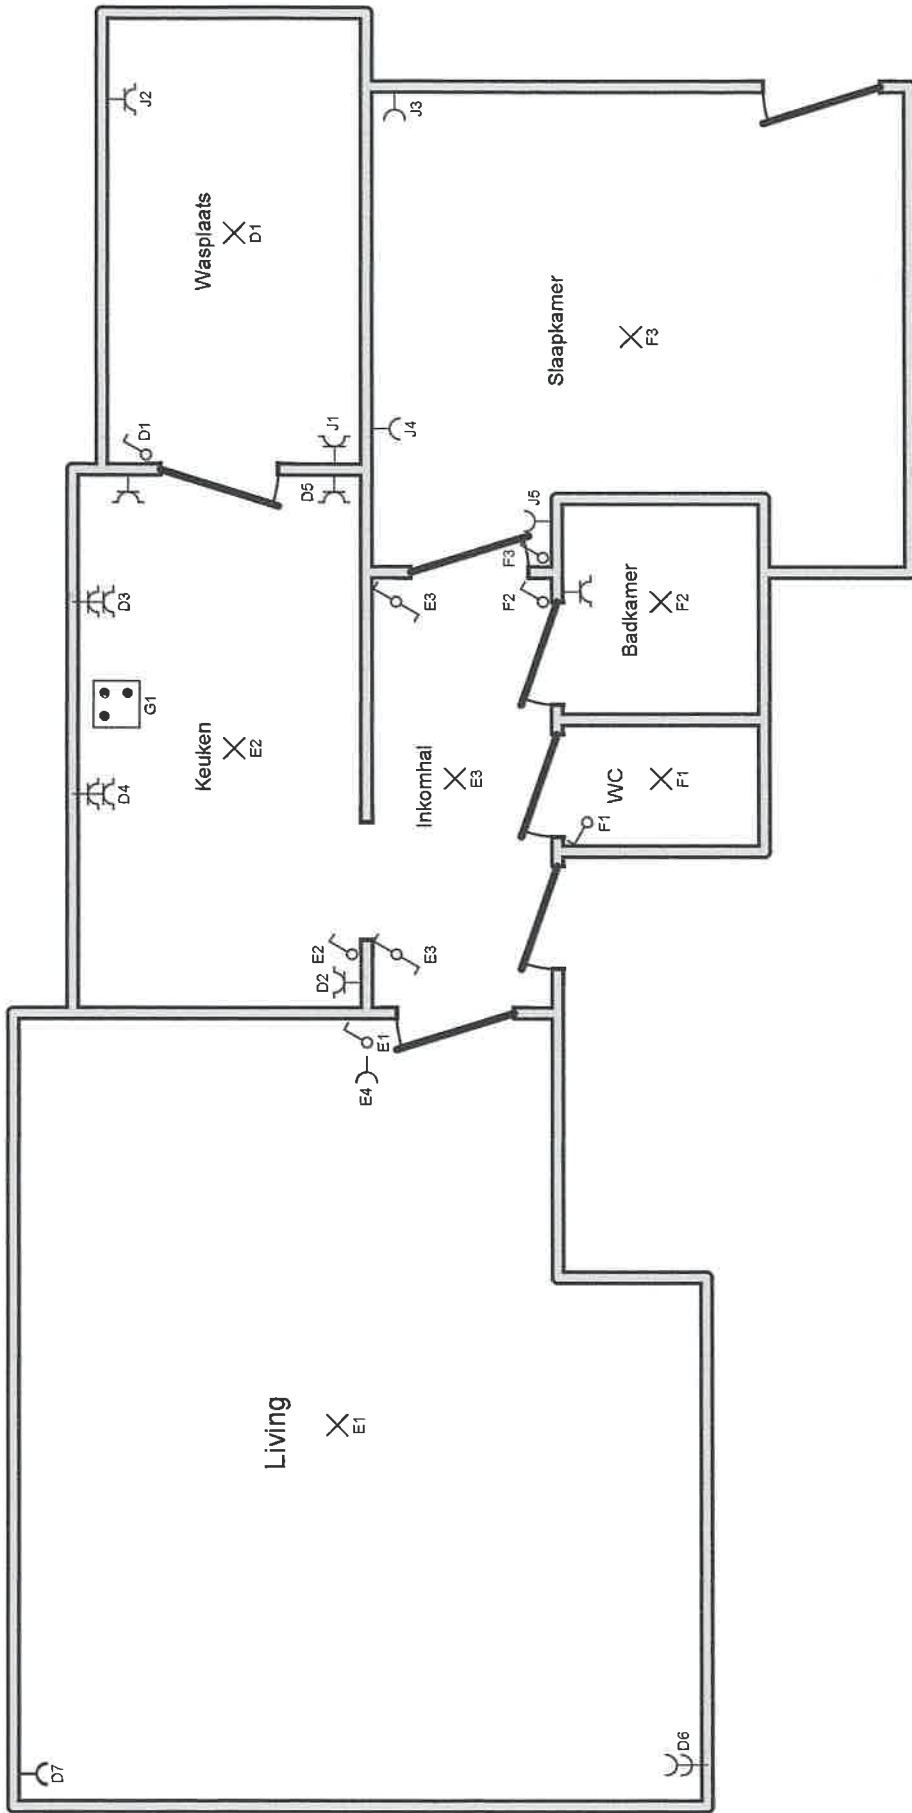 J2
Wasplaats
D1
J3
Slaapkamer
F3
D1
J1
D5
J4
J5
F3
F2
E3
D3
G1
D4
Keuken
E2
Badkamer
F2
Inkomhal
E3
WC
F1
F1
E2
D2
E3
E1
E4
Living
E1
D7
D6